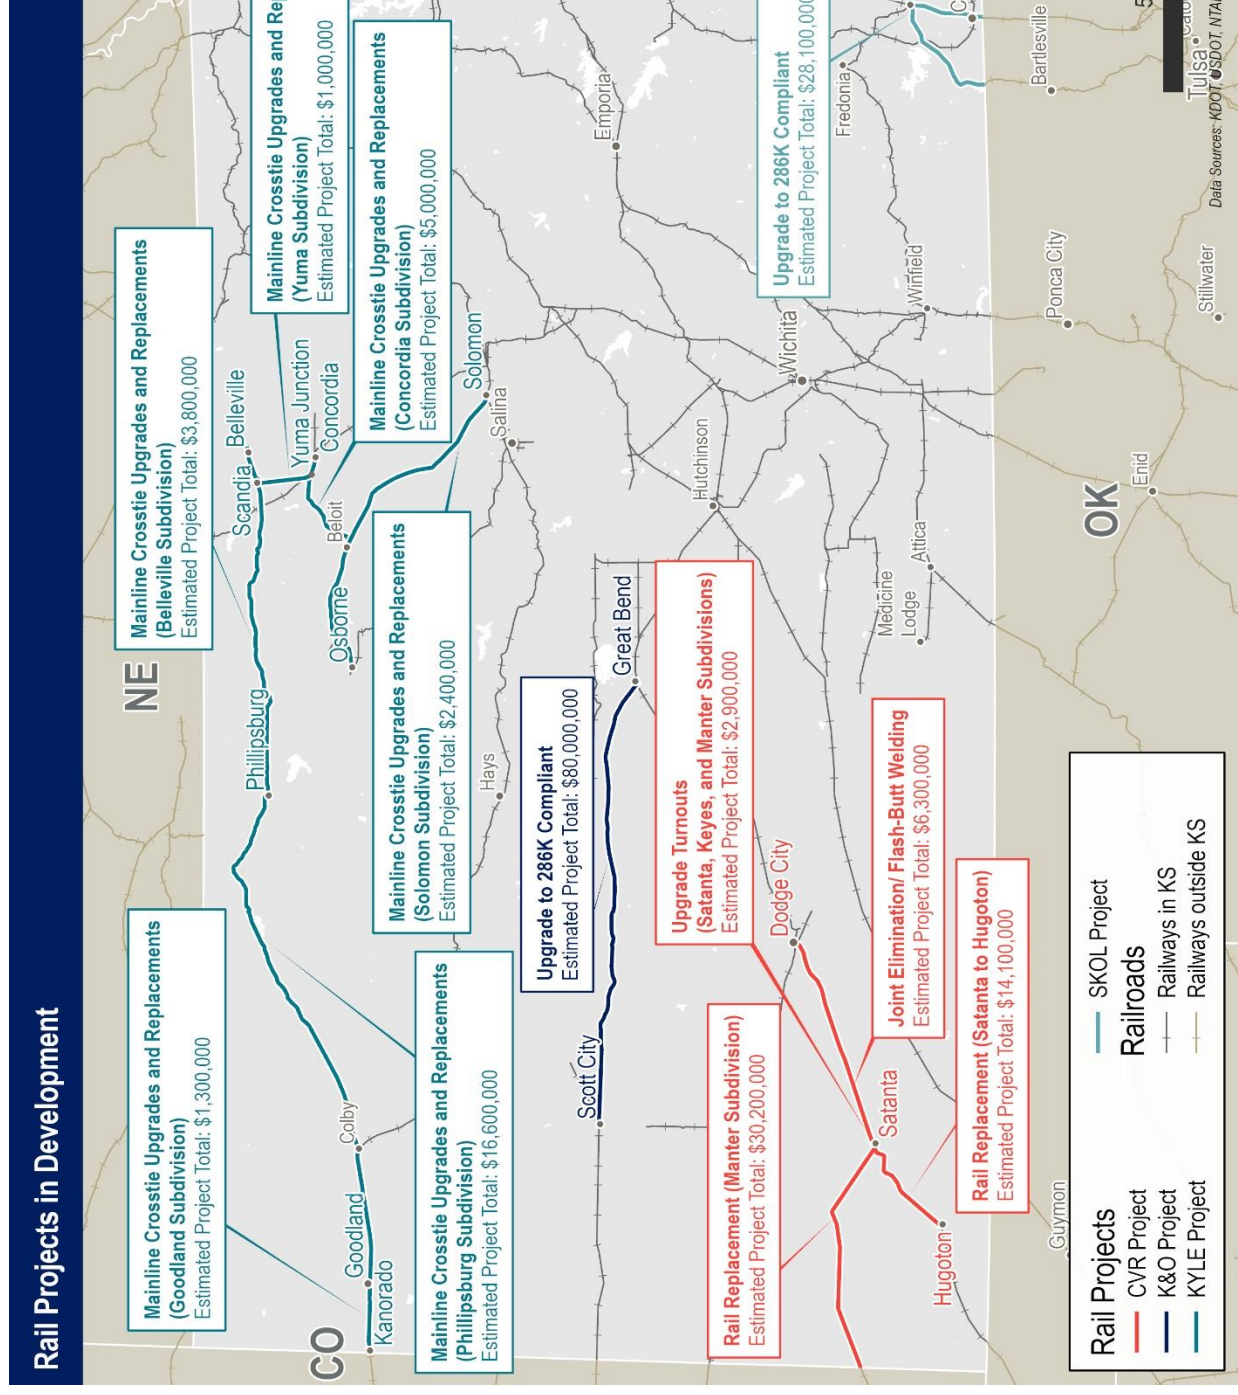 Rail Projects in Development
NE
CO
OK
Mainline Crosstie Upgrades and Replacements
(Goodland Subdivision)
Estimated Project Total: $1,300,000
Mainline Crosstie Upgrades and Replacements
(Belleville Subdivision)
Estimated Project Total: $3,800,000
Mainline Crosstie Upgrades and Rep
(Yuma Subdivision)
Estimated Project Total: $1,000,000
Mainline Crosstie Upgrades and Replacements
(Concordia Subdivision)
Estimated Project Total: $5,000,000
Mainline Crosstie Upgrades and Replacements
(Phillipsburg Subdivision)
Estimated Project Total: $16,600,000
Mainline Crosstie Upgrades and Replacements
(Solomon Subdivision)
Estimated Project Total: $2,400,000
Upgrade to 286K Compliant
Estimated Project Total: $80,000,000
Upgrade Turnouts
(Satanta, Keyes, and Manter Subdivisions)
Estimated Project Total: $2,900,000
Rail Replacement (Manter Subdivision)
Estimated Project Total: $30,200,000
Joint Elimination/ Flash-Butt Welding
Estimated Project Total: $6,300,000
Rail Replacement (Satanta to Hugoton)
Estimated Project Total: $14,100,000
Upgrade to 286K Compliant
Estimated Project Total: $28,100,000
Kanorado
Goodland
Colby
Phillipsburg
Scandia
Belleville
Yuma Junction
Concordia
Beloit
Osborne
Solomon
Salina
Hays
Emporia
Scott City
Great Bend
Hutchinson
Wichita
Dodge City
Satanta
Hugoton
Medicine
Lodge
Attica
Winfield
Fredonia
C
Guymon
Enid
Ponca City
Stillwater
Bartlesville
Tulsa
5
Rail Projects
CVR Project
K&O Project
KYLE Project
SKOL Project
Railroads
Railways in KS
Railways outside KS
Data Sources: KDOT, USDOT, NTA